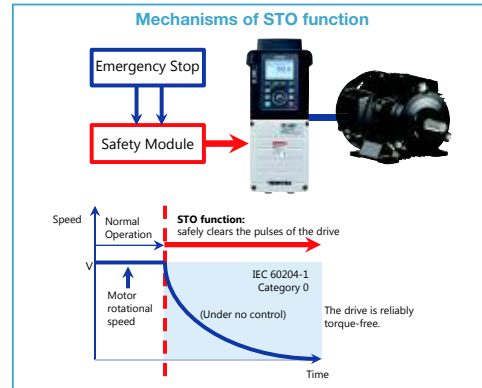 Mechanisms of STO function
Emergency Stop
Safety Module
Speed
Normal
Operation
STO function:
safely clears the pulses of the drive
V
Motor
rotational
speed
IEC 60204-1
Category 0
(Under no control)
The drive is reliably
torque-free.
Time